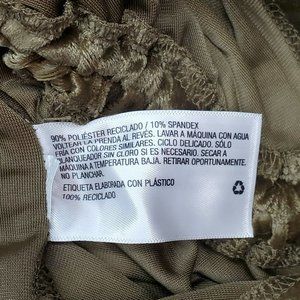 90% POLIÉSTER RECICLADO / 10% SPANDEX
VOLTEAR LA PRENDA AL REVÉS. LAVAR A MÁQUINA CON AGUA
FRÍA CON COLORES SIMILARES. CICLO DELICADO. SÓLO
BLANQUEADOR SIN CLORO SI ES NECESARIO. SECAR A
MÁQUINA A TEMPERATURA BAJA. RETIRAR OPORTUNAMENTE.
NO PLANCHAR.
ETIQUETA ELABORADA CON PLÁSTICO
100% RECICLADO